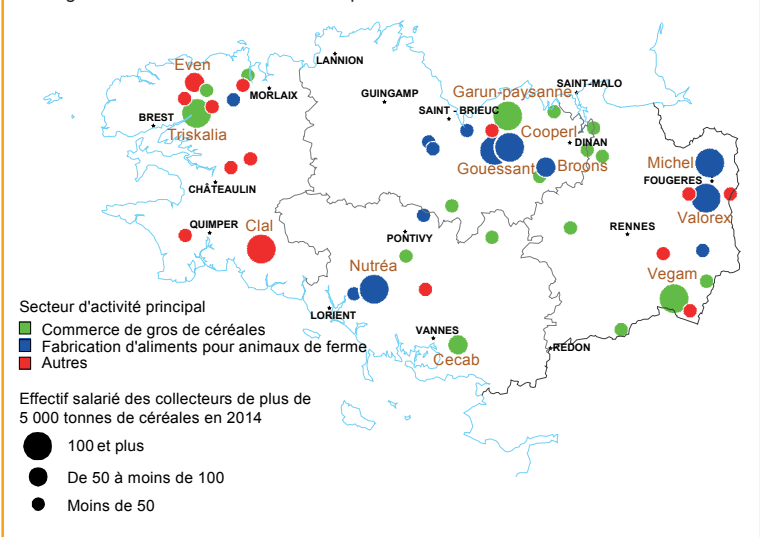 LANNION
Even
MORLAIX
GUINGAMP
Garun-paysanne
SAINT-MALO
SAINT - BRIEUC
BREST
Triskalia
Cooperl
DINAN
Gouessant
Broons
Michel
FOUGERES
CHÂTEAULIN
Valorex
QUIMPER
Clal
PONTIVY
RENNES
Nutréa
Vegam
LORIENT
VANNES
Cecab
REDON
Secteur d'activité principal
Commerce de gros de céréales
Fabrication d'aliments pour animaux de ferme
Autres
Effectif salarié des collecteurs de plus de
5 000 tonnes de céréales en 2014
100 et plus
De 50 à moins de 100
Moins de 50